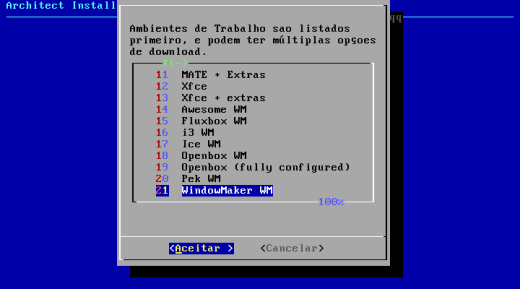 Architect Install
Ambientes de Trabalho sao listados
primeiro, e podem ter múltiplas opçoes
de download.
↑(-)
11 MATE + Extras
12 Xfce
13 Xfce + extras
14 Awesome WM
15 Fluxbox WM
16 i3 WM
17 Ice WM
18 Openbox WM
19 Openbox (fully configured)
20 Pek WM
21 WindowMaker WM
100%
<Aceitar > <Cancelar>